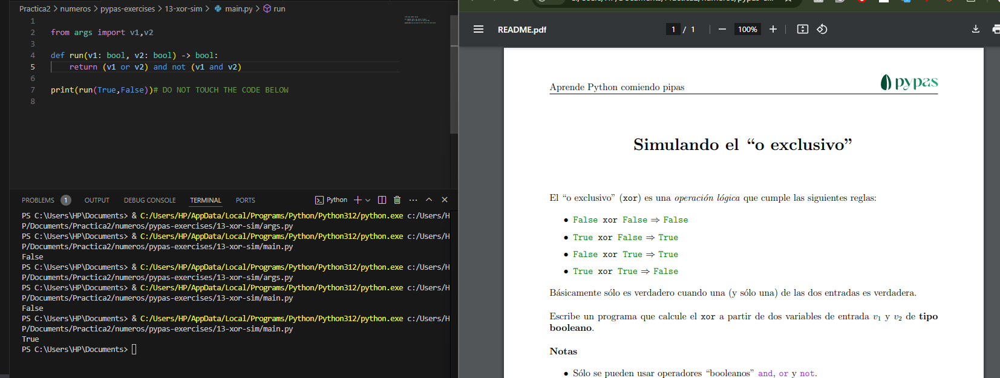 Practica2 > numeros > pypas-exercises > 13-xor-sim > main.py > run
1
2 from args import v1,v2
3
4 def run(v1: bool, v2: bool) -> bool:
5 return (v1 or v2) and not (v1 and v2)
6
7 print(run(True,False))# DO NOT TOUCH THE CODE BELOW
8
PROBLEMS 1 OUTPUT DEBUG CONSOLE TERMINAL PORTS Python
PS C:\Users\HP\Documents> & C:/Users/HP/AppData/Local/Programs/Python/Python312/python.exe c:/Users/H
P/Documents/Practica2/numeros/pypas-exercises/13-xor-sim/args.py
PS C:\Users\HP\Documents> & C:/Users/HP/AppData/Local/Programs/Python/Python312/python.exe c:/Users/H
P/Documents/Practica2/numeros/pypas-exercises/13-xor-sim/main.py
False
PS C:\Users\HP\Documents> & C:/Users/HP/AppData/Local/Programs/Python/Python312/python.exe c:/Users/H
P/Documents/Practica2/numeros/pypas-exercises/13-xor-sim/args.py
PS C:\Users\HP\Documents> & C:/Users/HP/AppData/Local/Programs/Python/Python312/python.exe c:/Users/H
P/Documents/Practica2/numeros/pypas-exercises/13-xor-sim/main.py
False
PS C:\Users\HP\Documents> & C:/Users/HP/AppData/Local/Programs/Python/Python312/python.exe c:/Users/H
P/Documents/Practica2/numeros/pypas-exercises/13-xor-sim/main.py
True
PS C:\Users\HP\Documents>
README.pdf 1 / 1 100%
Aprende Python comiendo pipas pypas
Simulando el “o exclusivo”
El “o exclusivo” (xor) es una operación lógica que cumple las siguientes reglas:
• False xor False ⇒ False
• True xor False ⇒ True
• False xor True ⇒ True
• True xor True ⇒ False
Básicamente sólo es verdadero cuando una (y sólo una) de las dos entradas es verdadera.
Escribe un programa que calcule el xor a partir de dos variables de entrada v₁ y v₂ de tipo
booleano.
Notas
• Sólo se pueden usar operadores “booleanos” and, or y not.